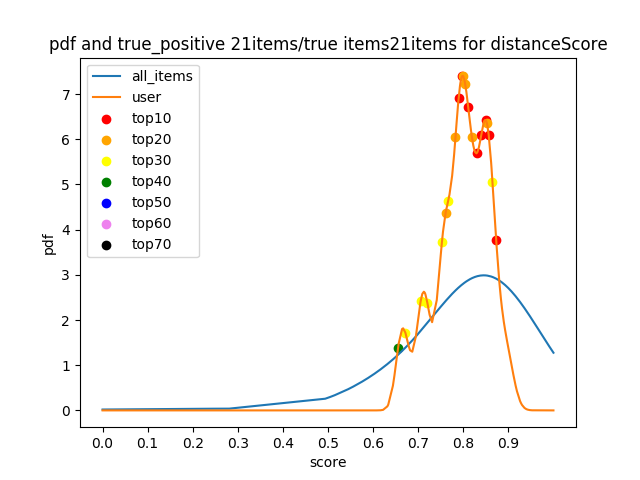 pdf and true_positive 21items/true items21items for distanceScore
all_items
user
top10
top20
top30
top40
top50
top60
top70
pdf
7
6
5
4
3
2
1
0
0.0 0.1 0.2 0.3 0.4 0.5 0.6 0.7 0.8 0.9
score